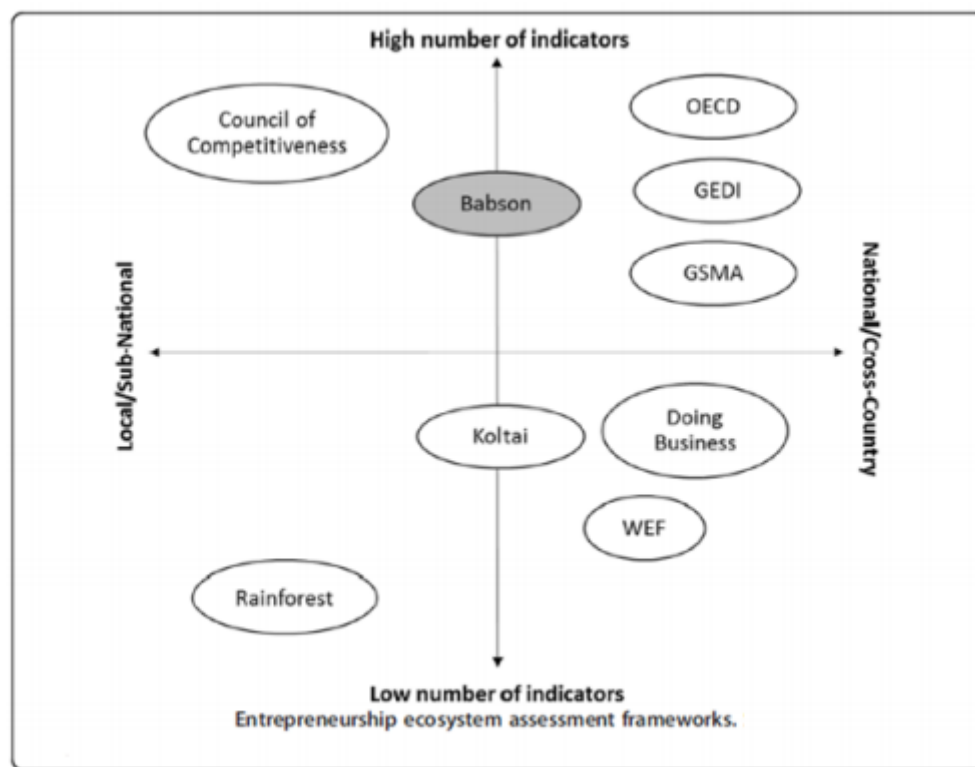 High number of indicators
OECD
Council of
Competitiveness
GEDI
Babson
GSMA
Local/Sub-National
National/Cross-Country
Doing
Business
Koltai
WEF
Rainforest
Low number of indicators
Entrepreneurship ecosystem assessment frameworks.